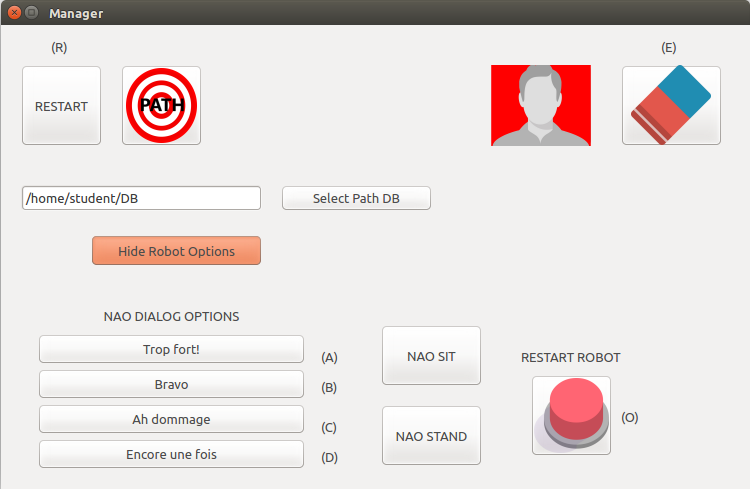 Manager
(R)
(E)
RESTART
PATH
/home/student/DB
Select Path DB
Hide Robot Options
NAO DIALOG OPTIONS
Trop fort!
(A)
Bravo
(B)
Ah dommage
(C)
Encore une fois
(D)
NAO SIT
NAO STAND
RESTART ROBOT
(O)